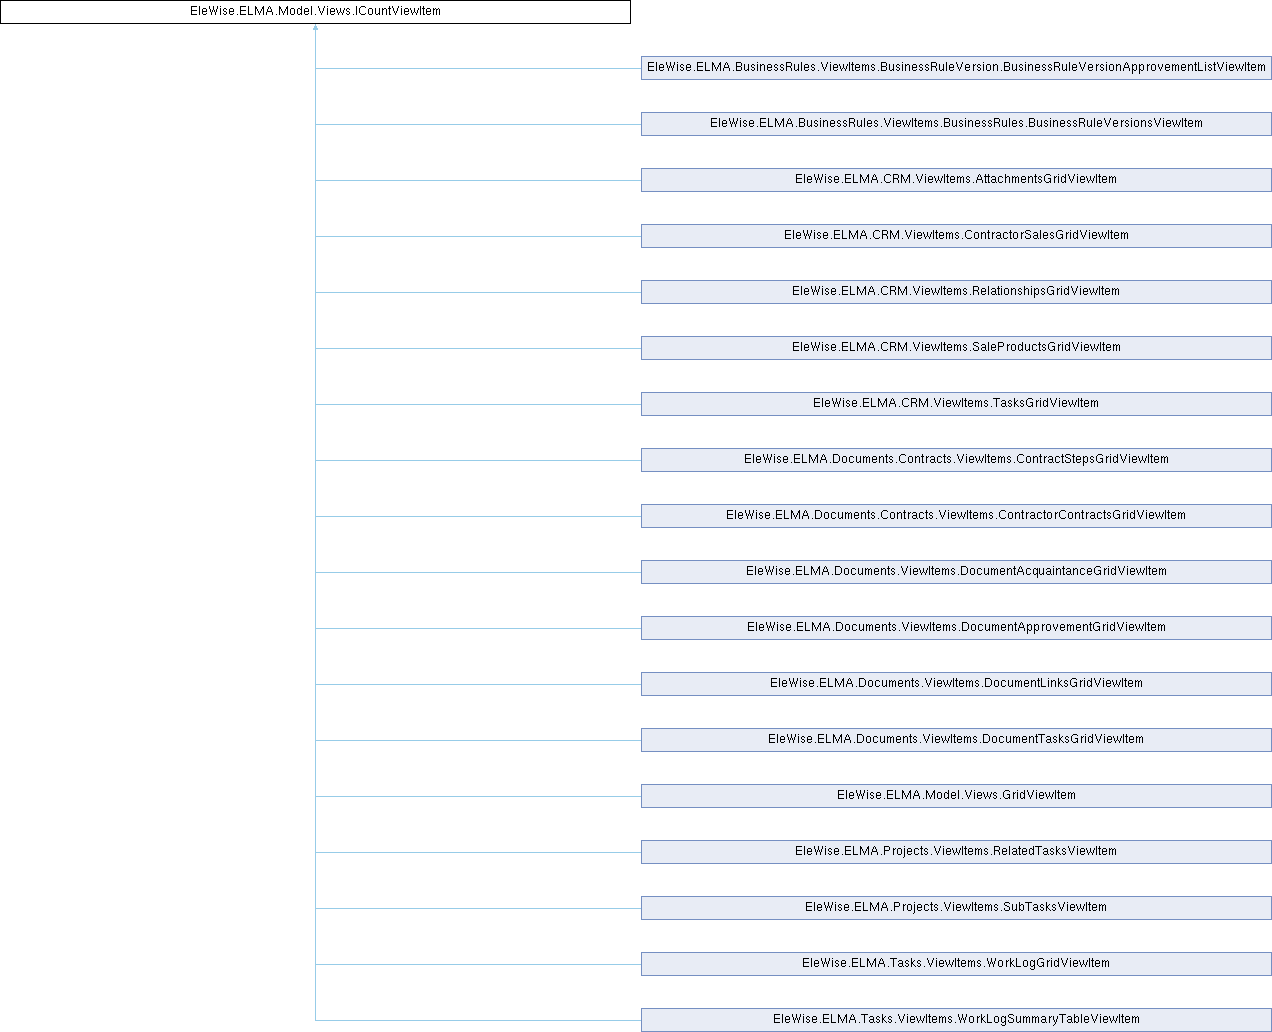 EleWise.ELMA.Model.Views.ICountViewItem
EleWise.ELMA.BusinessRules.ViewItems.BusinessRuleVersion.BusinessRuleVersionApprovementListViewItem
EleWise.ELMA.BusinessRules.ViewItems.BusinessRules.BusinessRuleVersionsViewItem
EleWise.ELMA.CRM.ViewItems.AttachmentsGridViewItem
EleWise.ELMA.CRM.ViewItems.ContractorSalesGridViewItem
EleWise.ELMA.CRM.ViewItems.RelationshipsGridViewItem
EleWise.ELMA.CRM.ViewItems.SaleProductsGridViewItem
EleWise.ELMA.CRM.ViewItems.TasksGridViewItem
EleWise.ELMA.Documents.Contracts.ViewItems.ContractStepsGridViewItem
EleWise.ELMA.Documents.Contracts.ViewItems.ContractorContractsGridViewItem
EleWise.ELMA.Documents.ViewItems.DocumentAcquaintanceGridViewItem
EleWise.ELMA.Documents.ViewItems.DocumentApprovementGridViewItem
EleWise.ELMA.Documents.ViewItems.DocumentLinksGridViewItem
EleWise.ELMA.Documents.ViewItems.DocumentTasksGridViewItem
EleWise.ELMA.Model.Views.GridViewItem
EleWise.ELMA.Projects.ViewItems.RelatedTasksViewItem
EleWise.ELMA.Projects.ViewItems.SubTasksViewItem
EleWise.ELMA.Tasks.ViewItems.WorkLogGridViewItem
EleWise.ELMA.Tasks.ViewItems.WorkLogSummaryTableViewItem